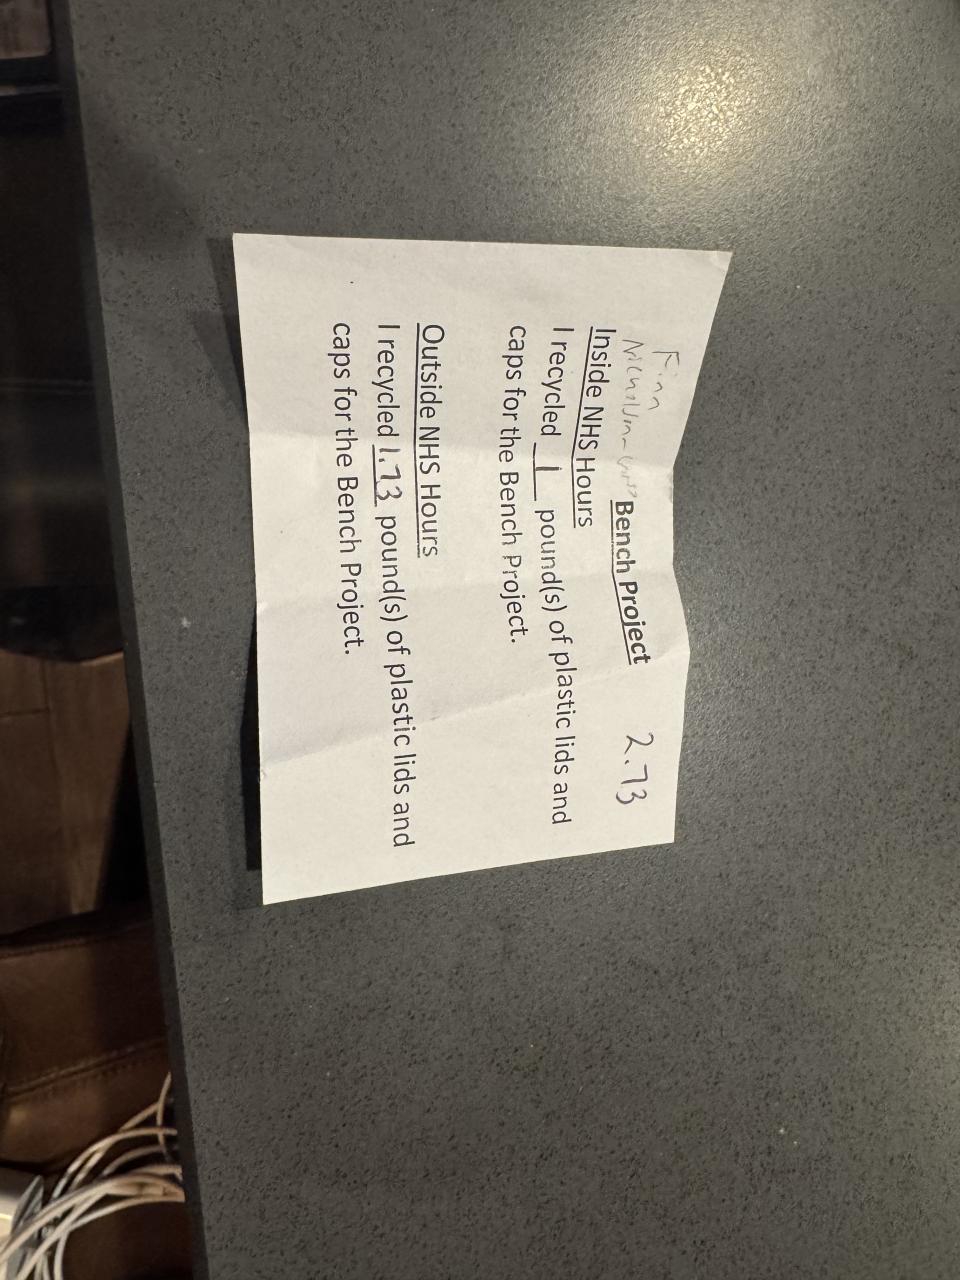 Finn
Bench Project 2.73
Inside NHS Hours
I recycled 1 pound(s) of plastic lids and
caps for the Bench Project.
Outside NHS Hours
I recycled 1.73 pound(s) of plastic lids and
caps for the Bench Project.